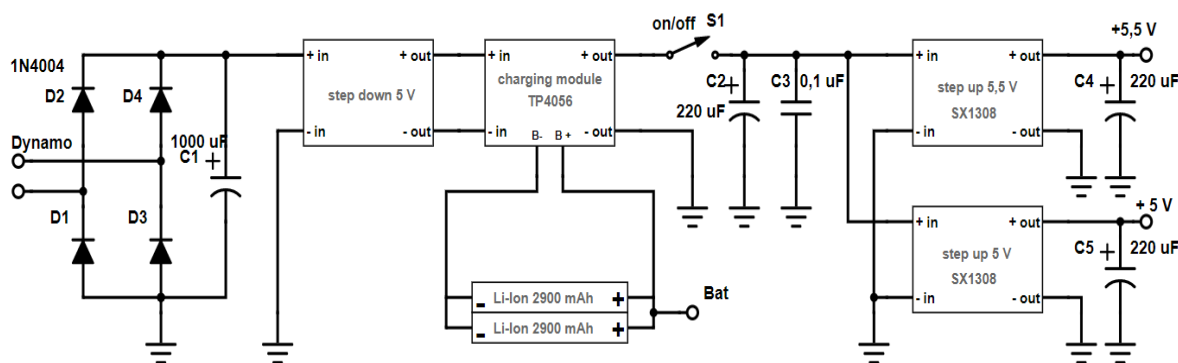 1N4004
D2
D4
Dynamo
D1
D3
1000 uF
C1 +
+ in
+ out
step down 5 V
- in
- out
+ in
+ out
charging module
TP4056
- in
B-
B +
- out
- Li-Ion 2900 mAh +
- Li-Ion 2900 mAh +
Bat
on/off
S1
C2 +
220 uF
C3
0,1 uF
+ in
+ out
step up 5,5 V
SX1308
- in
- out
+5,5 V
C4 +
220 uF
+ in
+ out
step up 5 V
SX1308
- in
- out
+ 5 V
C5 +
220 uF